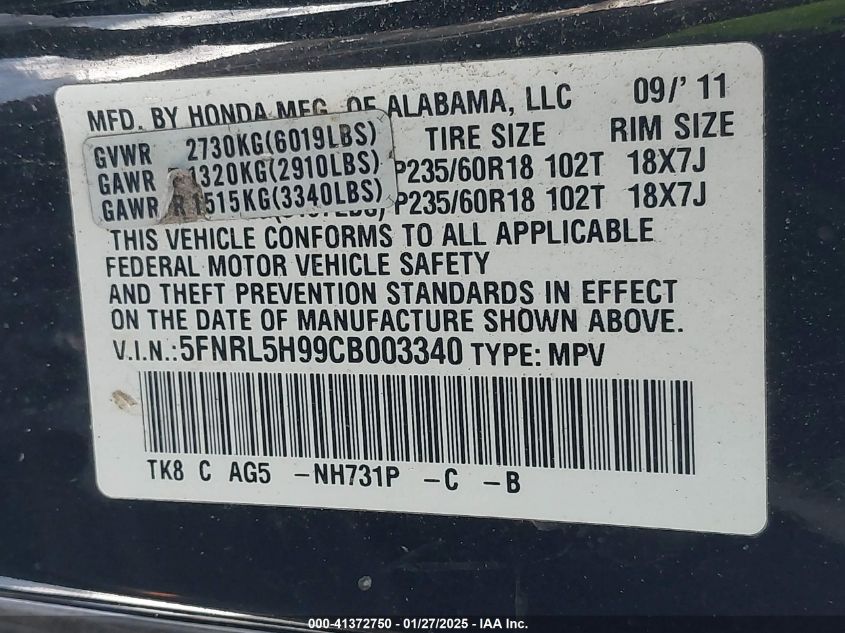 MFD. BY HONDA MFG. OF ALABAMA, LLC 09/'11
GVWR 2730KG(6019LBS) TIRE SIZE RIM SIZE
GAWR 1320KG(2910LBS) P235/60R18 102T 18X7J
GAWR R 1515KG(3340LBS) P235/60R18 102T 18X7J
THIS VEHICLE CONFORMS TO ALL APPLICABLE
FEDERAL MOTOR VEHICLE SAFETY
AND THEFT PREVENTION STANDARDS IN EFFECT
ON THE DATE OF MANUFACTURE SHOWN ABOVE.
V.I.N.:5FNRL5H99CB003340 TYPE: MPV
TK8 C AG5 -NH731P -C -B
000-41372750 - 01/27/2025 - IAA Inc.